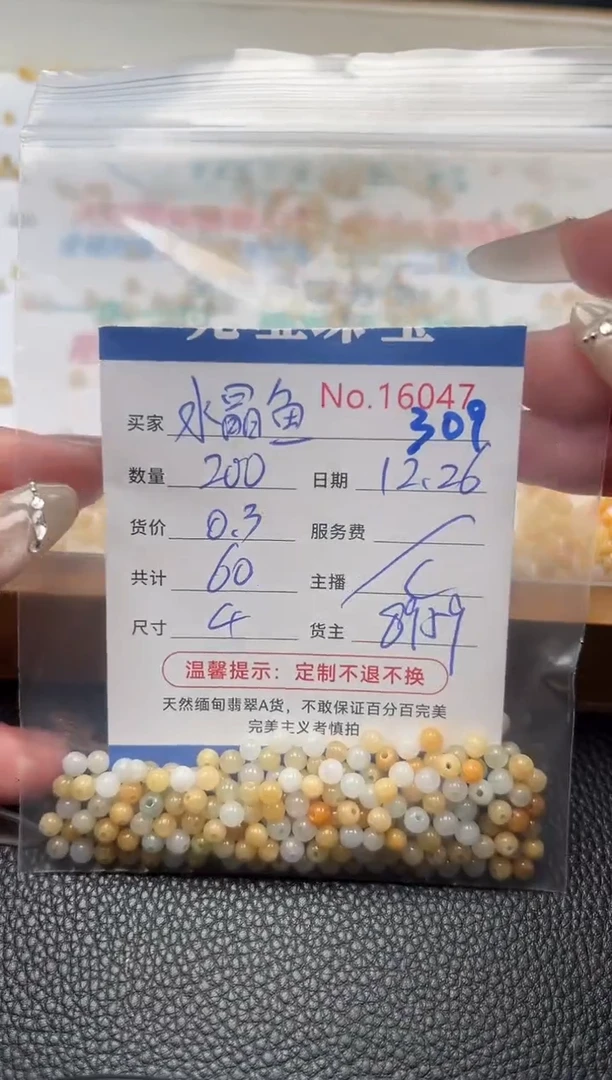 No.16047
买家 水晶鱼 309
数量 200 日期 12.26
货价 0.3 服务费
共计 60 主播
尺寸 4 货主 8959
温馨提示：定制不退不换
天然缅甸翡翠A货，不敢保证百分百完美
完美主义者慎拍